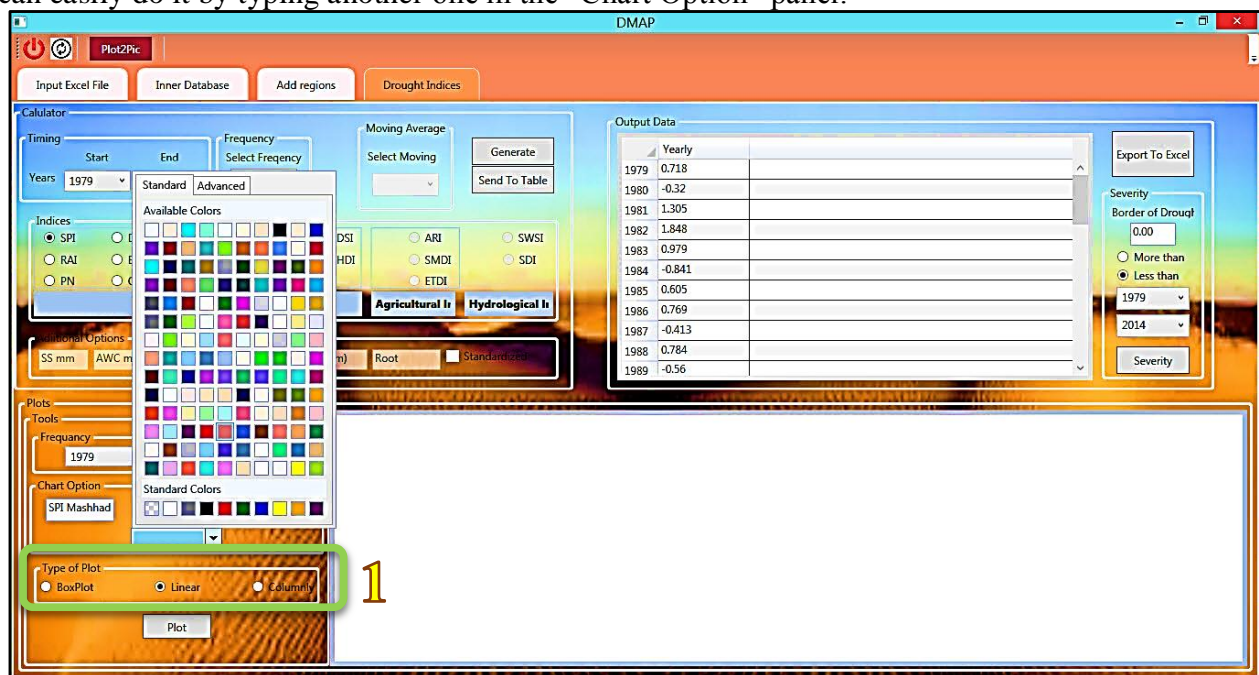 can easily do it by typing another one in the "Chart Option" panel.
DMAP
Plot2Pic
Input Excel File Inner Database Add regions Drought Indices
Calulator
Timing
Start End
Years 1979
Frequency
Select Freqency
Moving Average
Select Moving
Generate
Send To Table
Standard Advanced
Available Colors
Standard Colors
Indices
SPI DSI ARI SWSI
RAI HDI SMDI SDI
PN ETDI
Agricultural Hydrological
Options
SS mm AWC m Root Standardized
Output Data
Yearly
1979 0.718
1980 -0.32
1981 1.305
1982 1.848
1983 0.979
1984 -0.841
1985 0.605
1986 0.769
1987 -0.413
1988 0.784
1989 -0.56
Export To Excel
Severity
Border of Drougt
0.00
More than
Less than
1979
2014
Severity
Plots
Tools
Frequancy
1979
Chart Option
SPI Mashhad
Type of Plot
BoxPlot Linear Columnly
1
Plot